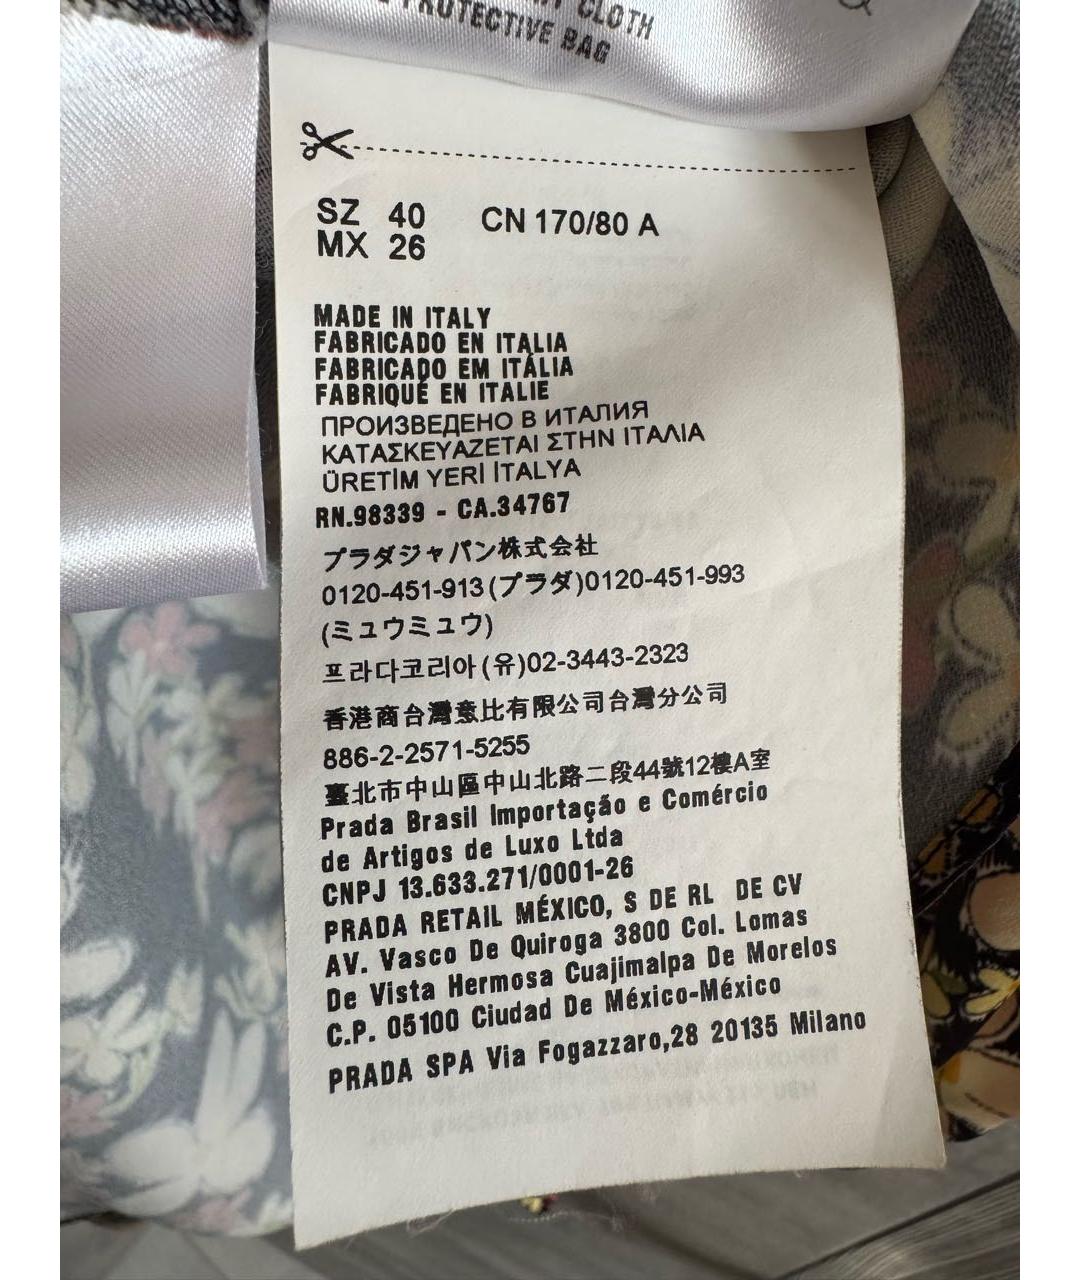 CLOTH
PROTECTIVE BAG
SZ 40 CN 170/80 A
MX 26
MADE IN ITALY
FABRICADO EN ITALIA
FABRICADO EM ITÁLIA
FABRIQUÉ EN ITALIE
ПРОИЗВЕДЕНО В ИТАЛИЯ
ΚΑΤΑΣΚΕΥΑΖΕΤΑΙ ΣΤΗΝ ΙΤΑΛΙΑ
ÜRETİM YERİ İTALYA
RN.98339 - CA.34767
プラダジャパン株式会社
0120-451-913(プラダ)0120-451-993
(ミュウミュウ)
프라다코리아(유)02-3443-2323
香港商台灣意比有限公司台灣分公司
886-2-2571-5255
臺北市中山區中山北路二段44號12樓A室
Prada Brasil Importação e Comércio
de Artigos de Luxo Ltda
CNPJ 13.633.271/0001-26
PRADA RETAIL MÉXICO, S DE RL DE CV
AV. Vasco De Quiroga 3800 Col. Lomas
De Vista Hermosa Cuajimalpa De Morelos
C.P. 05100 Ciudad De México-México
PRADA SPA Via Fogazzaro,28 20135 Milano